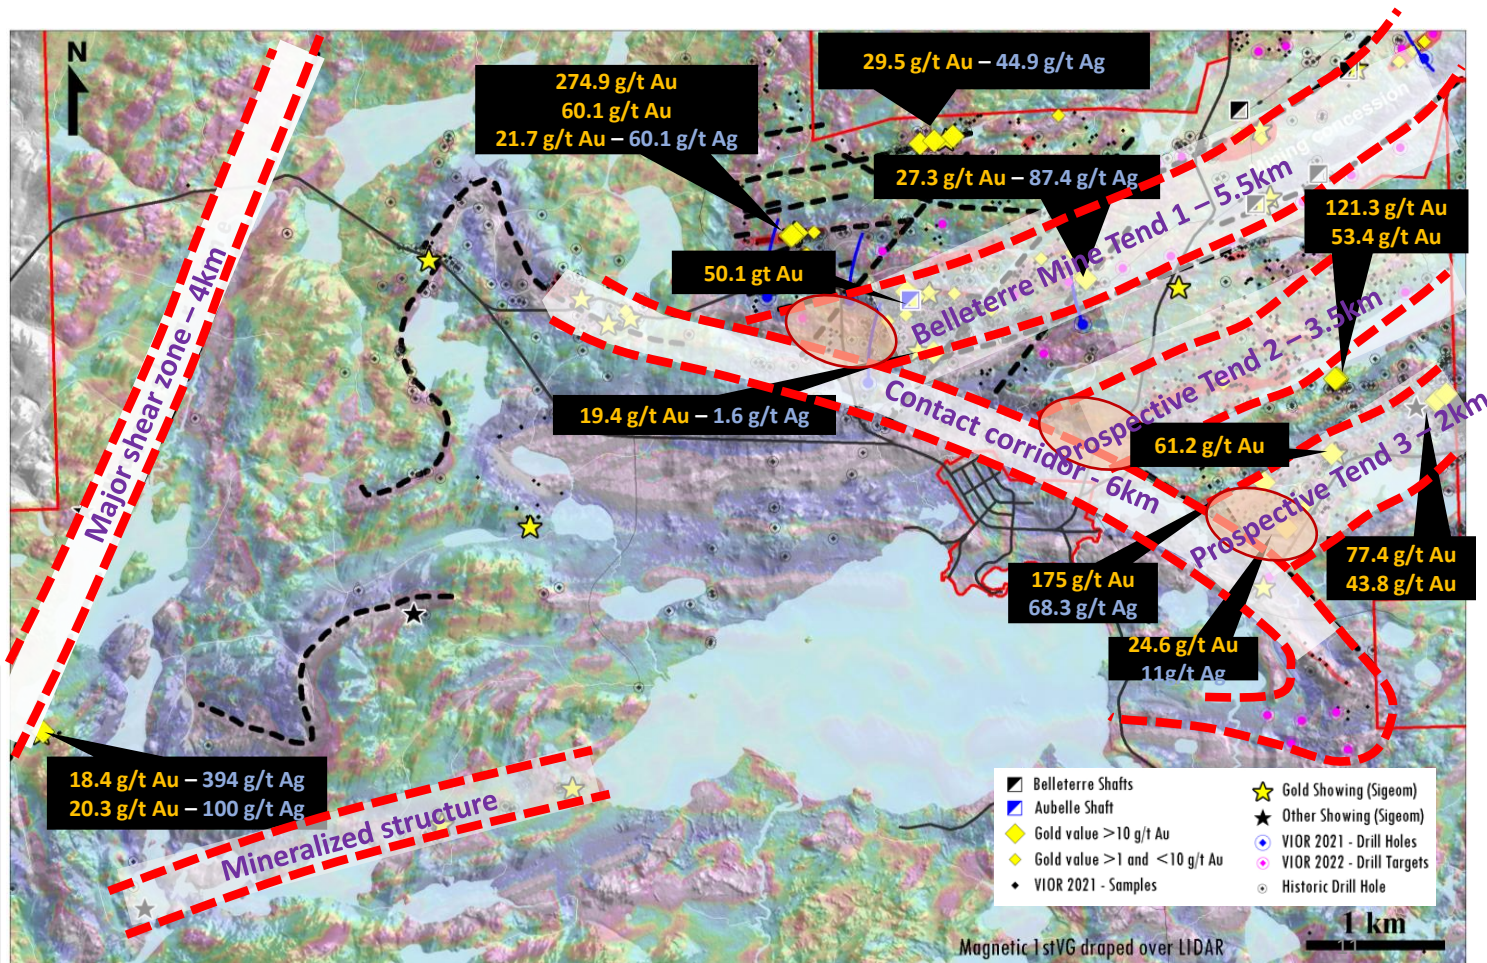 N
29.5 g/t Au – 44.9 g/t Ag
274.9 g/t Au
60.1 g/t Au
21.7 g/t Au – 60.1 g/t Ag
Mining concession
27.3 g/t Au – 87.4 g/t Ag
121.3 g/t Au
53.4 g/t Au
50.1 gt Au
Belleterre Mine Tend 1 – 5.5km
Major shear zone – 4km
Prospective Tend 2 – 3.5km
19.4 g/t Au – 1.6 g/t Ag
Contact corridor - 6km
61.2 g/t Au
Prospective Tend 3 – 2km
77.4 g/t Au
43.8 g/t Au
175 g/t Au
68.3 g/t Ag
24.6 g/t Au
11g/t Ag
18.4 g/t Au – 394 g/t Ag
20.3 g/t Au – 100 g/t Ag
Mineralized structure
Belleterre Shafts
Aubelle Shaft
Gold value >10 g/t Au
Gold value >1 and <10 g/t Au
VIOR 2021 - Samples
Gold Showing (Sigeom)
Other Showing (Sigeom)
VIOR 2021 - Drill Holes
VIOR 2022 - Drill Targets
Historic Drill Hole
1 km
11
Magnetic 1stVG draped over LIDAR